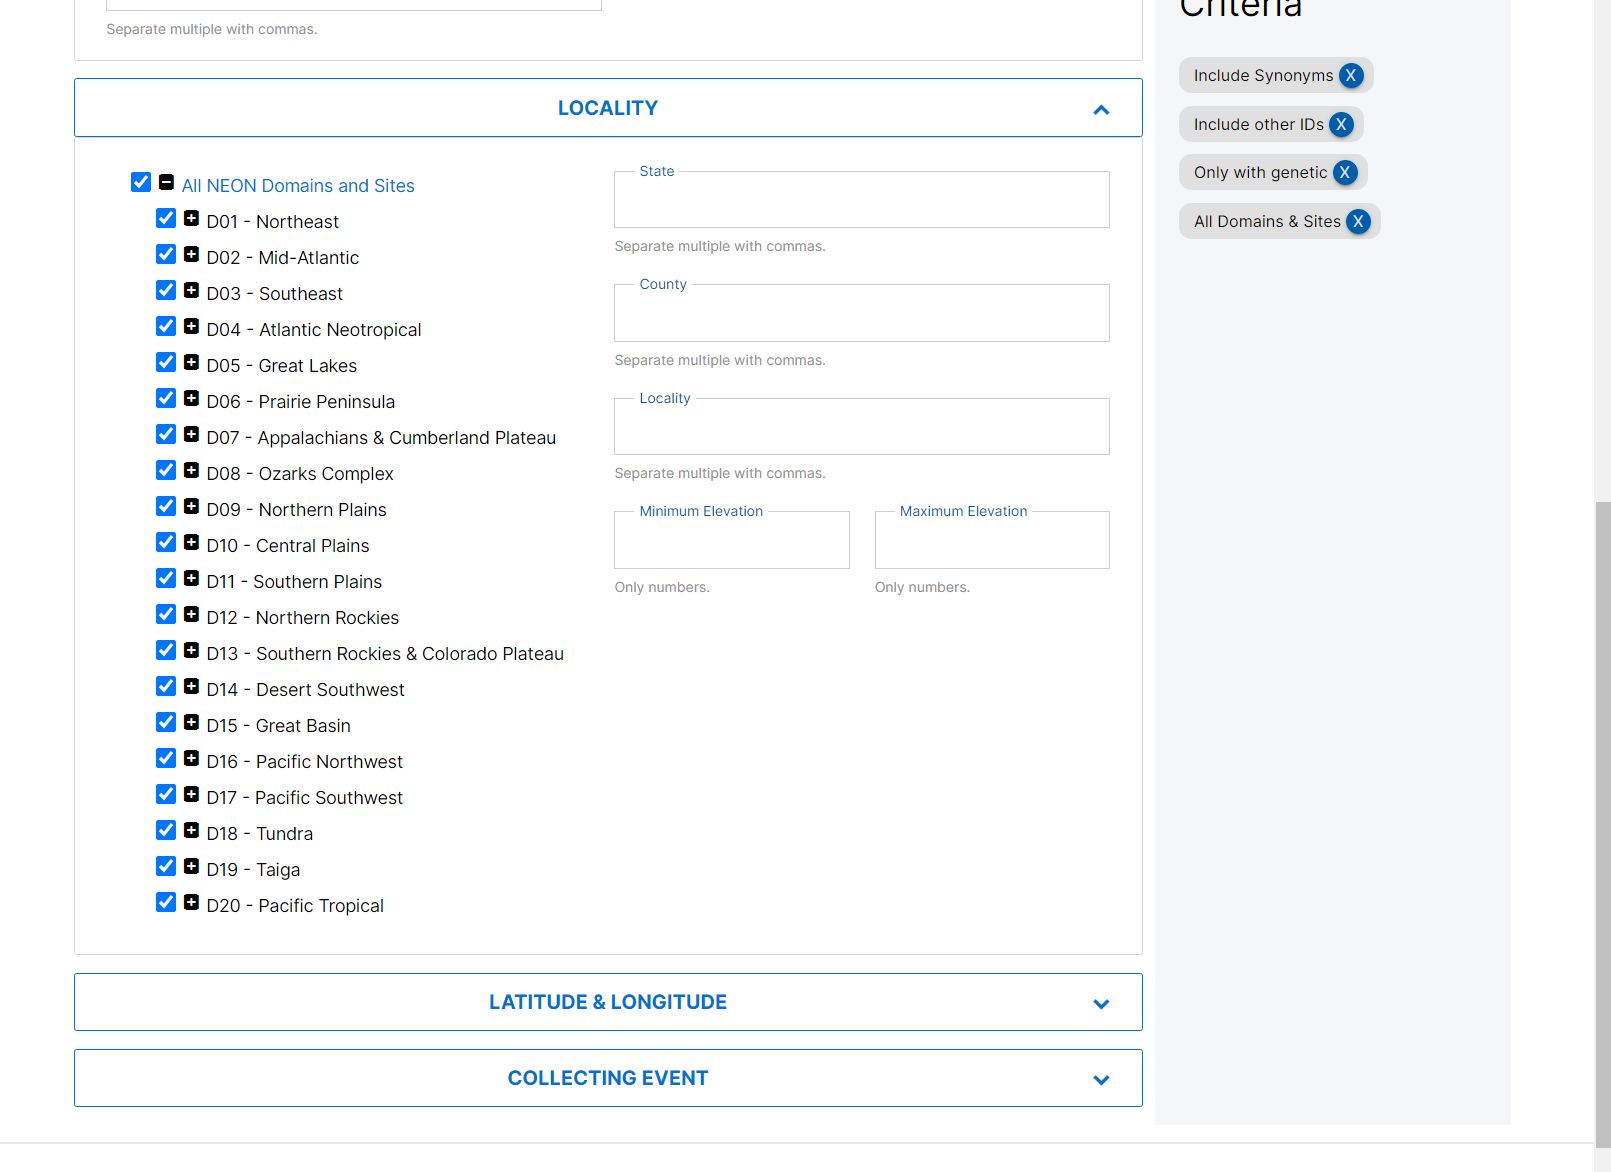 Separate multiple with commas.
LOCALITY
All NEON Domains and Sites
D01 - Northeast
D02 - Mid-Atlantic
D03 - Southeast
D04 - Atlantic Neotropical
D05 - Great Lakes
D06 - Prairie Peninsula
D07 - Appalachians & Cumberland Plateau
D08 - Ozarks Complex
D09 - Northern Plains
D10 - Central Plains
D11 - Southern Plains
D12 - Northern Rockies
D13 - Southern Rockies & Colorado Plateau
D14 - Desert Southwest
D15 - Great Basin
D16 - Pacific Northwest
D17 - Pacific Southwest
D18 - Tundra
D19 - Taiga
D20 - Pacific Tropical
State
Separate multiple with commas.
County
Separate multiple with commas.
Locality
Separate multiple with commas.
Minimum Elevation
Only numbers.
Maximum Elevation
Only numbers.
LATITUDE & LONGITUDE
COLLECTING EVENT
Criteria
Include Synonyms X
Include other IDs X
Only with genetic X
All Domains & Sites X